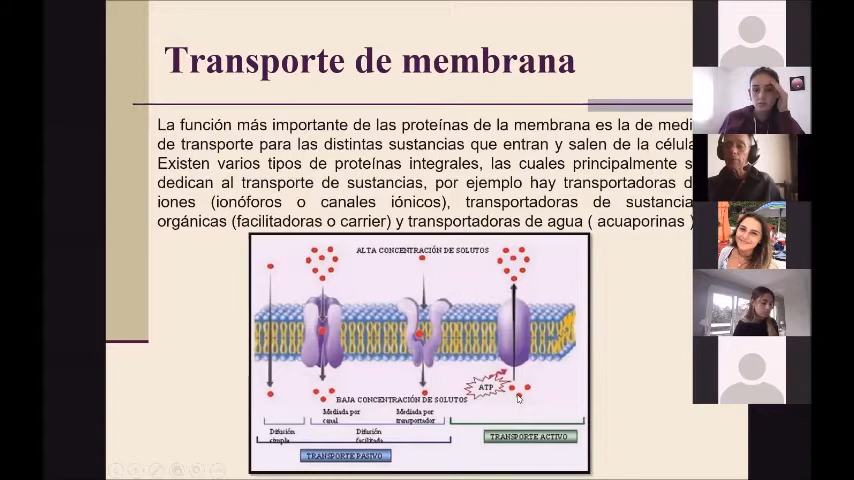 Transporte de membrana
La función más importante de las proteínas de la membrana es la de medi
de transporte para las distintas sustancias que entran y salen de la célula
Existen varios tipos de proteínas integrales, las cuales principalmente s
dedican al transporte de sustancias, por ejemplo hay transportadoras d
iones (ionóforos o canales iónicos), transportadoras de sustancia
orgánicas (facilitadoras o carrier) y transportadoras de agua ( acuaporinas )
ALTA CONCENTRACIÓN DE SOLUTOS
ATP
BAJA CONCENTRACIÓN DE SOLUTOS
Mediada por
canal
Mediada por
transportador
Difusión
simple
Difusión
facilitada
TRANSPORTE ACTIVO
TRANSPORTE PASIVO